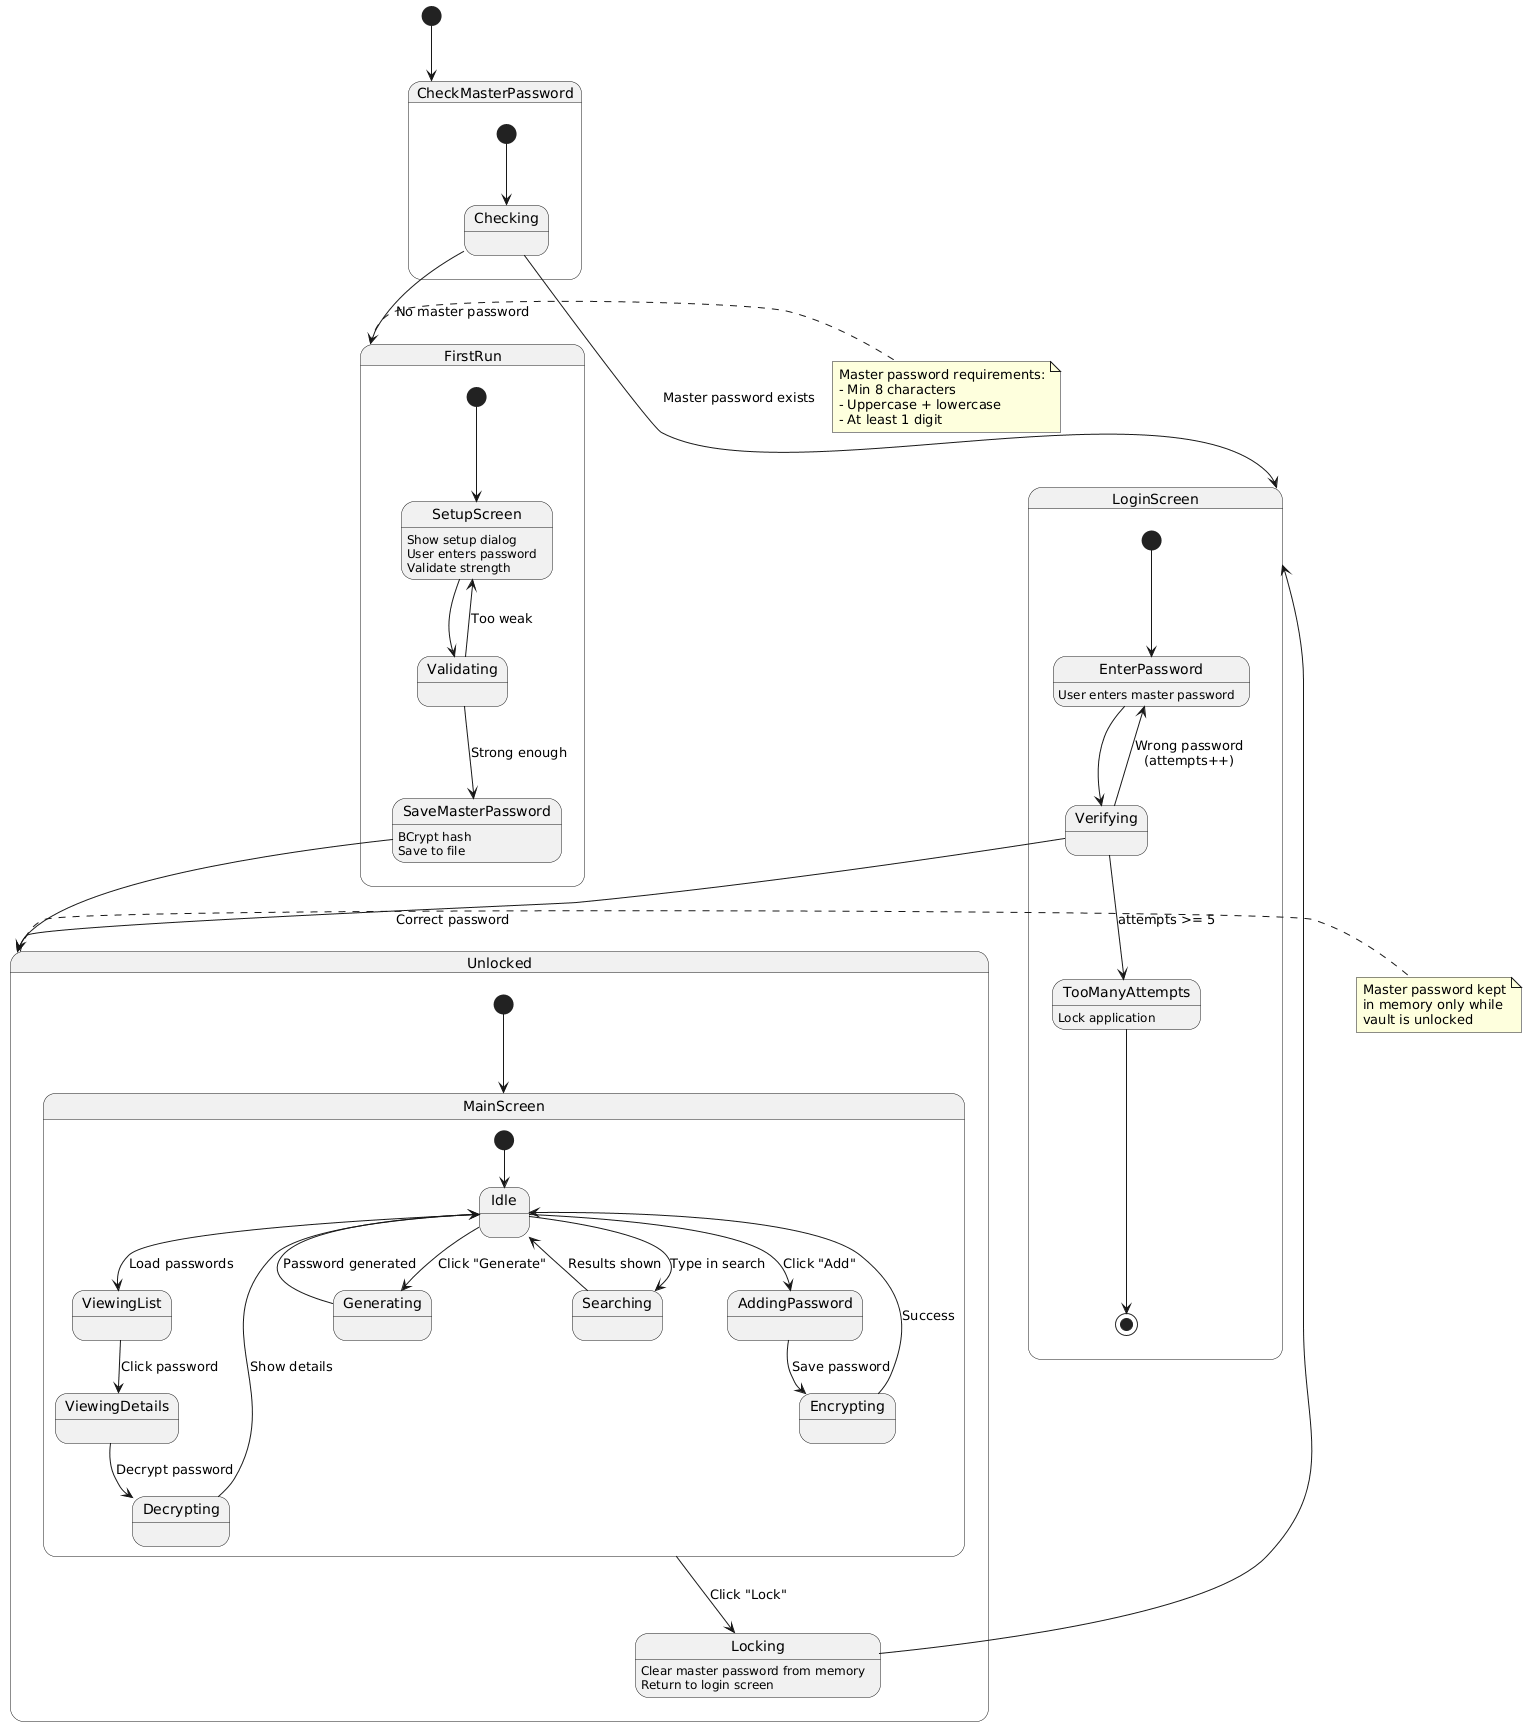 CheckMasterPassword
Checking
No master password
FirstRun
Master password requirements:
- Min 8 characters
- Uppercase + lowercase
- At least 1 digit
Master password exists
LoginScreen
SetupScreen
Show setup dialog
User enters password
Validate strength
Too weak
Validating
EnterPassword
User enters master password
Strong enough
Wrong password
(attempts++)
SaveMasterPassword
BCrypt hash
Save to file
Verifying
Correct password
attempts >= 5
Unlocked
TooManyAttempts
Lock application
Master password kept
in memory only while
vault is unlocked
MainScreen
Idle
Load passwords
Password generated
Click "Generate"
Results shown
Type in search
Click "Add"
ViewingList
Generating
Searching
AddingPassword
Success
Click password
Show details
Save password
ViewingDetails
Encrypting
Decrypt password
Decrypting
Click "Lock"
Locking
Clear master password from memory
Return to login screen